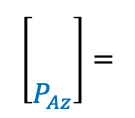 [P_Az] =